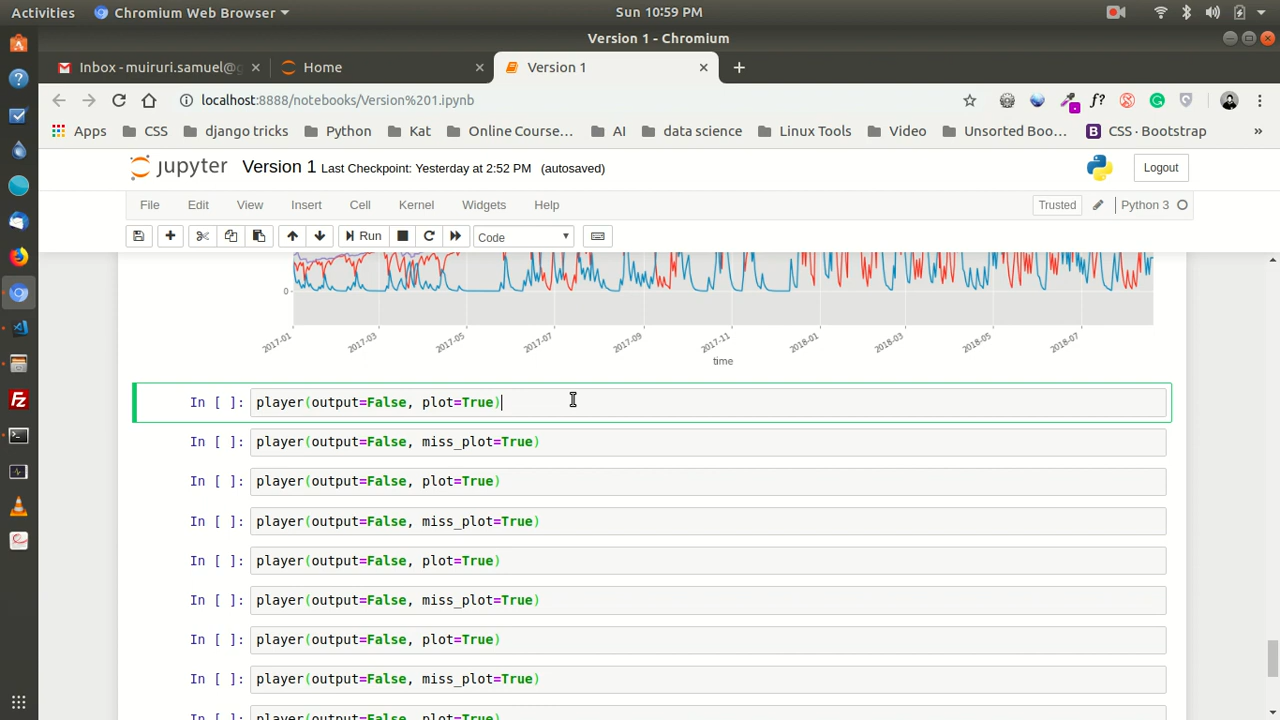 Activities Chromium Web Browser Sun 10:59 PM
Version 1 - Chromium
Inbox - muiruri.samuel@g Home Version 1
localhost:8888/notebooks/Version%201.ipynb f?
Apps CSS django tricks Python Kat Online Course... AI data science Linux Tools Video Unsorted Boo... B CSS · Bootstrap »
jupyter Version 1 Last Checkpoint: Yesterday at 2:52 PM (autosaved) Logout
File Edit View Insert Cell Kernel Widgets Help Trusted Python 3
Run Code
0
2017-01 2017-03 2017-05 2017-07 2017-09 2017-11 2018-01 2018-03 2018-05 2018-07
time
In [ ]: player(output=False, plot=True)
In [ ]: player(output=False, miss_plot=True)
In [ ]: player(output=False, plot=True)
In [ ]: player(output=False, miss_plot=True)
In [ ]: player(output=False, plot=True)
In [ ]: player(output=False, miss_plot=True)
In [ ]: player(output=False, plot=True)
In [ ]: player(output=False, miss_plot=True)
In [ ]: player(output=False, plot=True)